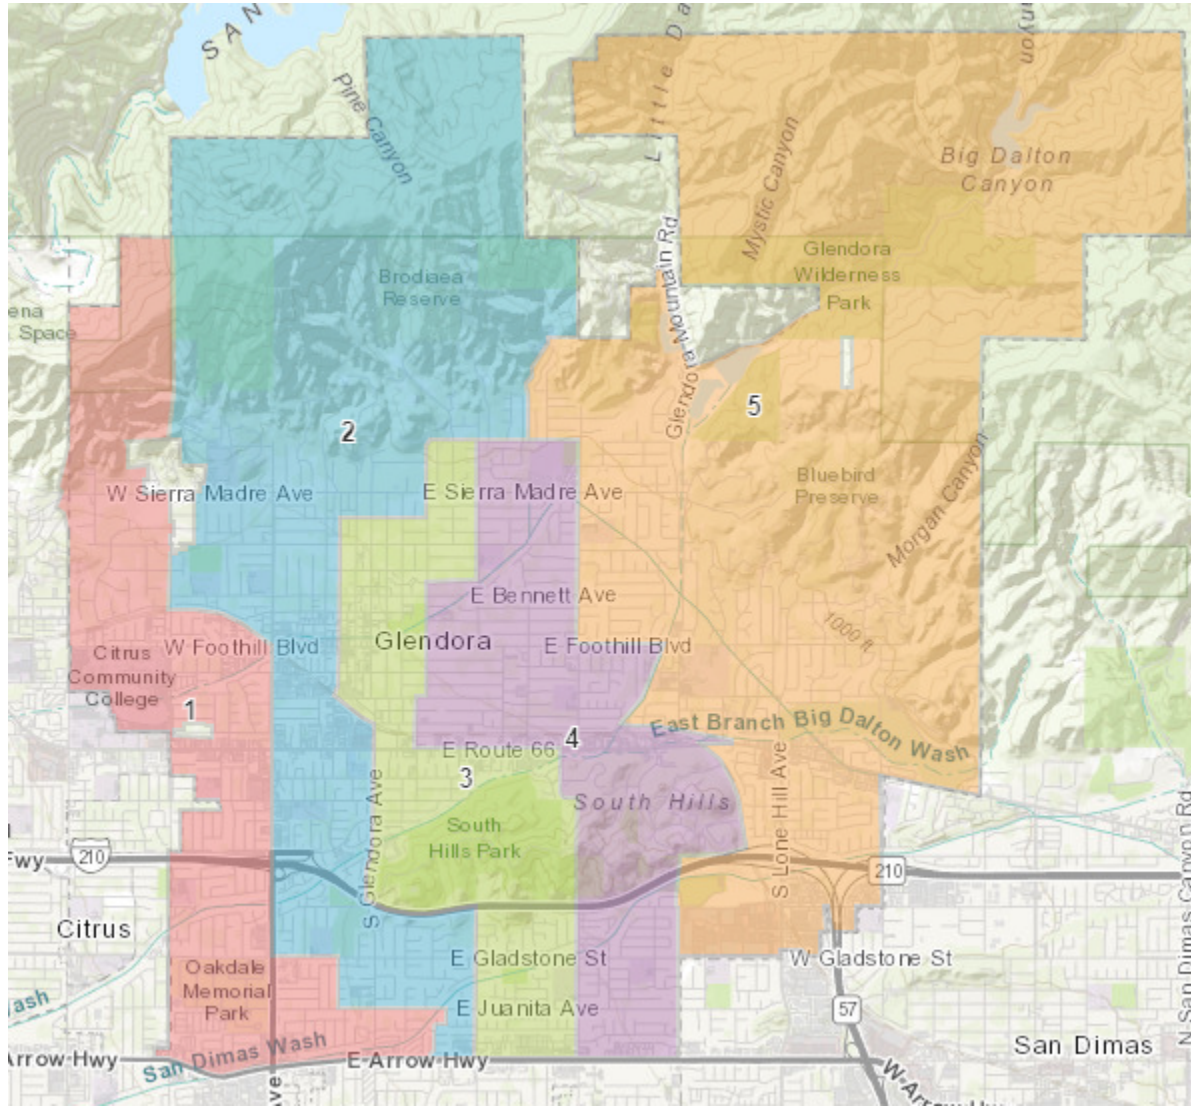 SAN
Little Da
nyon
Pine Canyon
Mystic Canyon
Big Dalton
Canyon
Glendora
Wilderness
Park
Glendora Mountain Rd
Brodiaea
Reserve
ena
Space
5
2
Bluebird
Preserve
Morgan Canyon
W Sierra Madre Ave
E Sierra Madre Ave
E Bennett Ave
1000 ft
W Foothill Blvd
Glendora
E Foothill Blvd
Citrus
Community
College
1
East Branch Big Dalton Wash
4
E Route 66
3
South Hills
S Glendora Ave
S Lone Hill Ave
N San Dimas Canyon Rd
South
Hills Park
Fwy
210
210
Citrus
E Gladstone St
W Gladstone St
Oakdale
Memorial
Park
ash
E Juanita Ave
57
San Dimas
Arrow Hwy
San Dimas Wash
E Arrow Hwy
W Arrow Hw
Ave